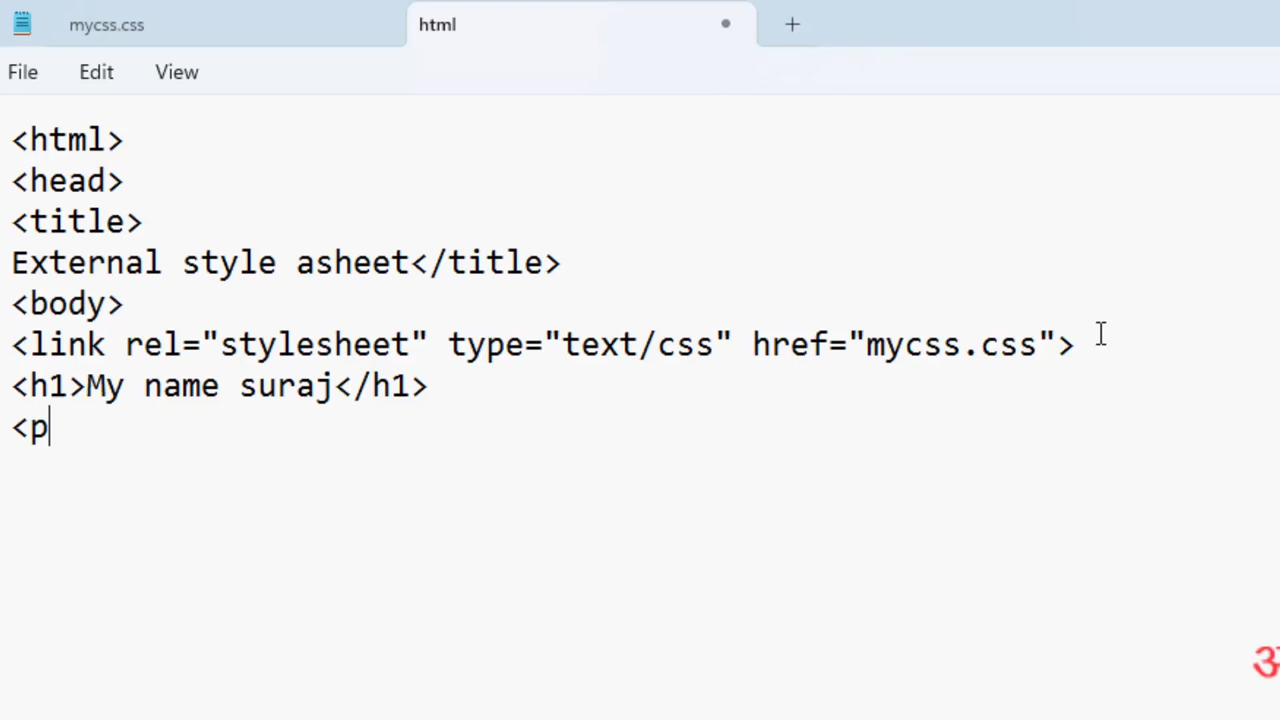 mycss.css
html
File Edit View
<html>
<head>
<title>
External style asheet</title>
<body>
<link rel="stylesheet" type="text/css" href="mycss.css">
<h1>My name suraj</h1>
<p